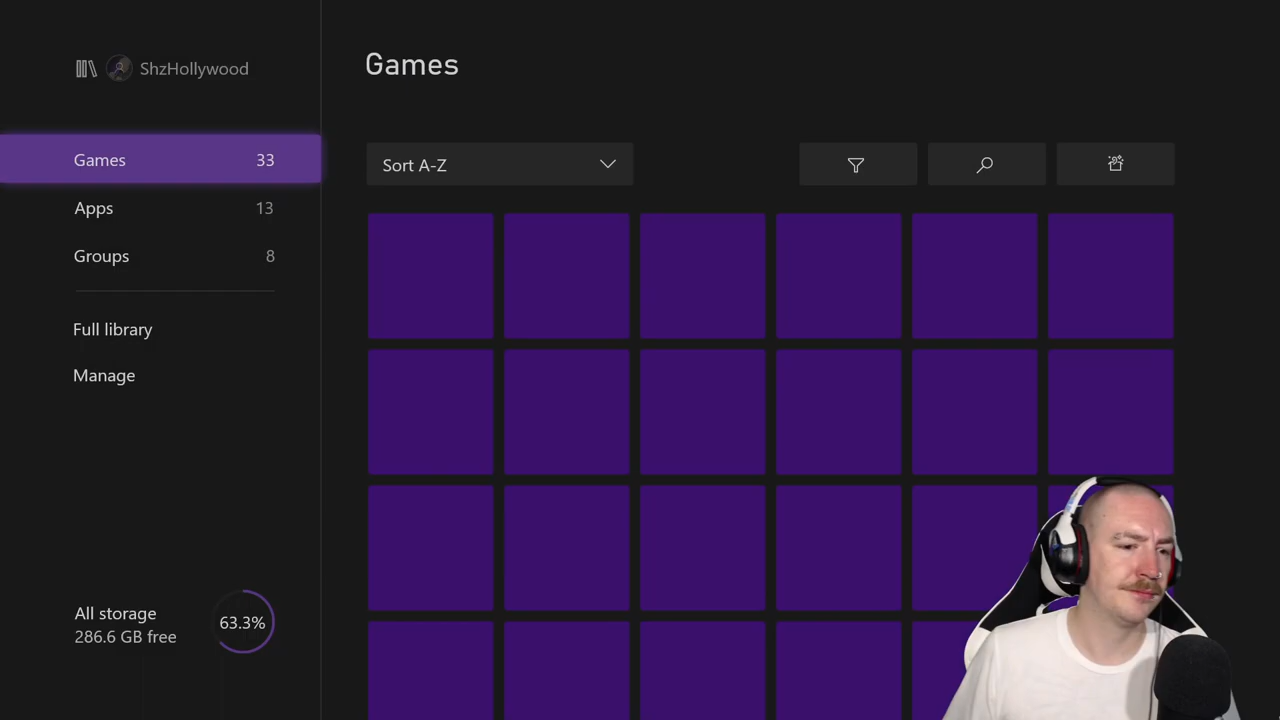 ShzHollywood
Games
Games 33
Apps 13
Groups 8
Full library
Manage
All storage
286.6 GB free
63.3%
Sort A-Z